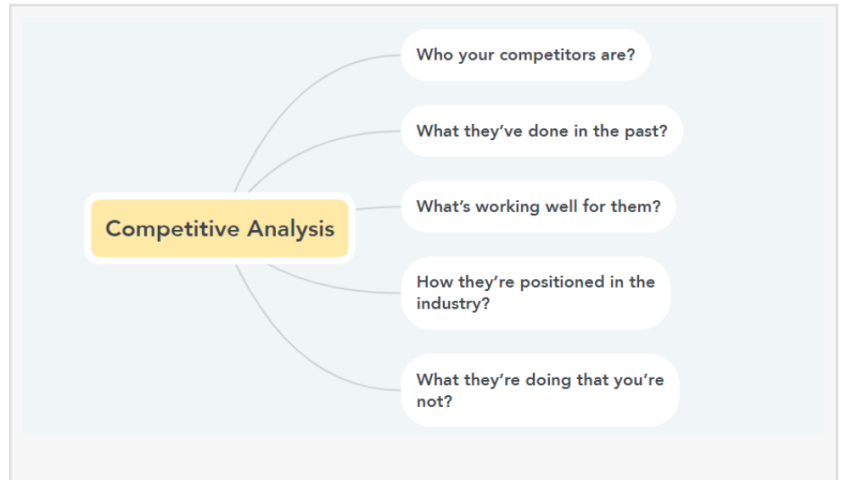 Who your competitors are?
What they’ve done in the past?
What’s working well for them?
Competitive Analysis
How they’re positioned in the
industry?
What they’re doing that you’re
not?